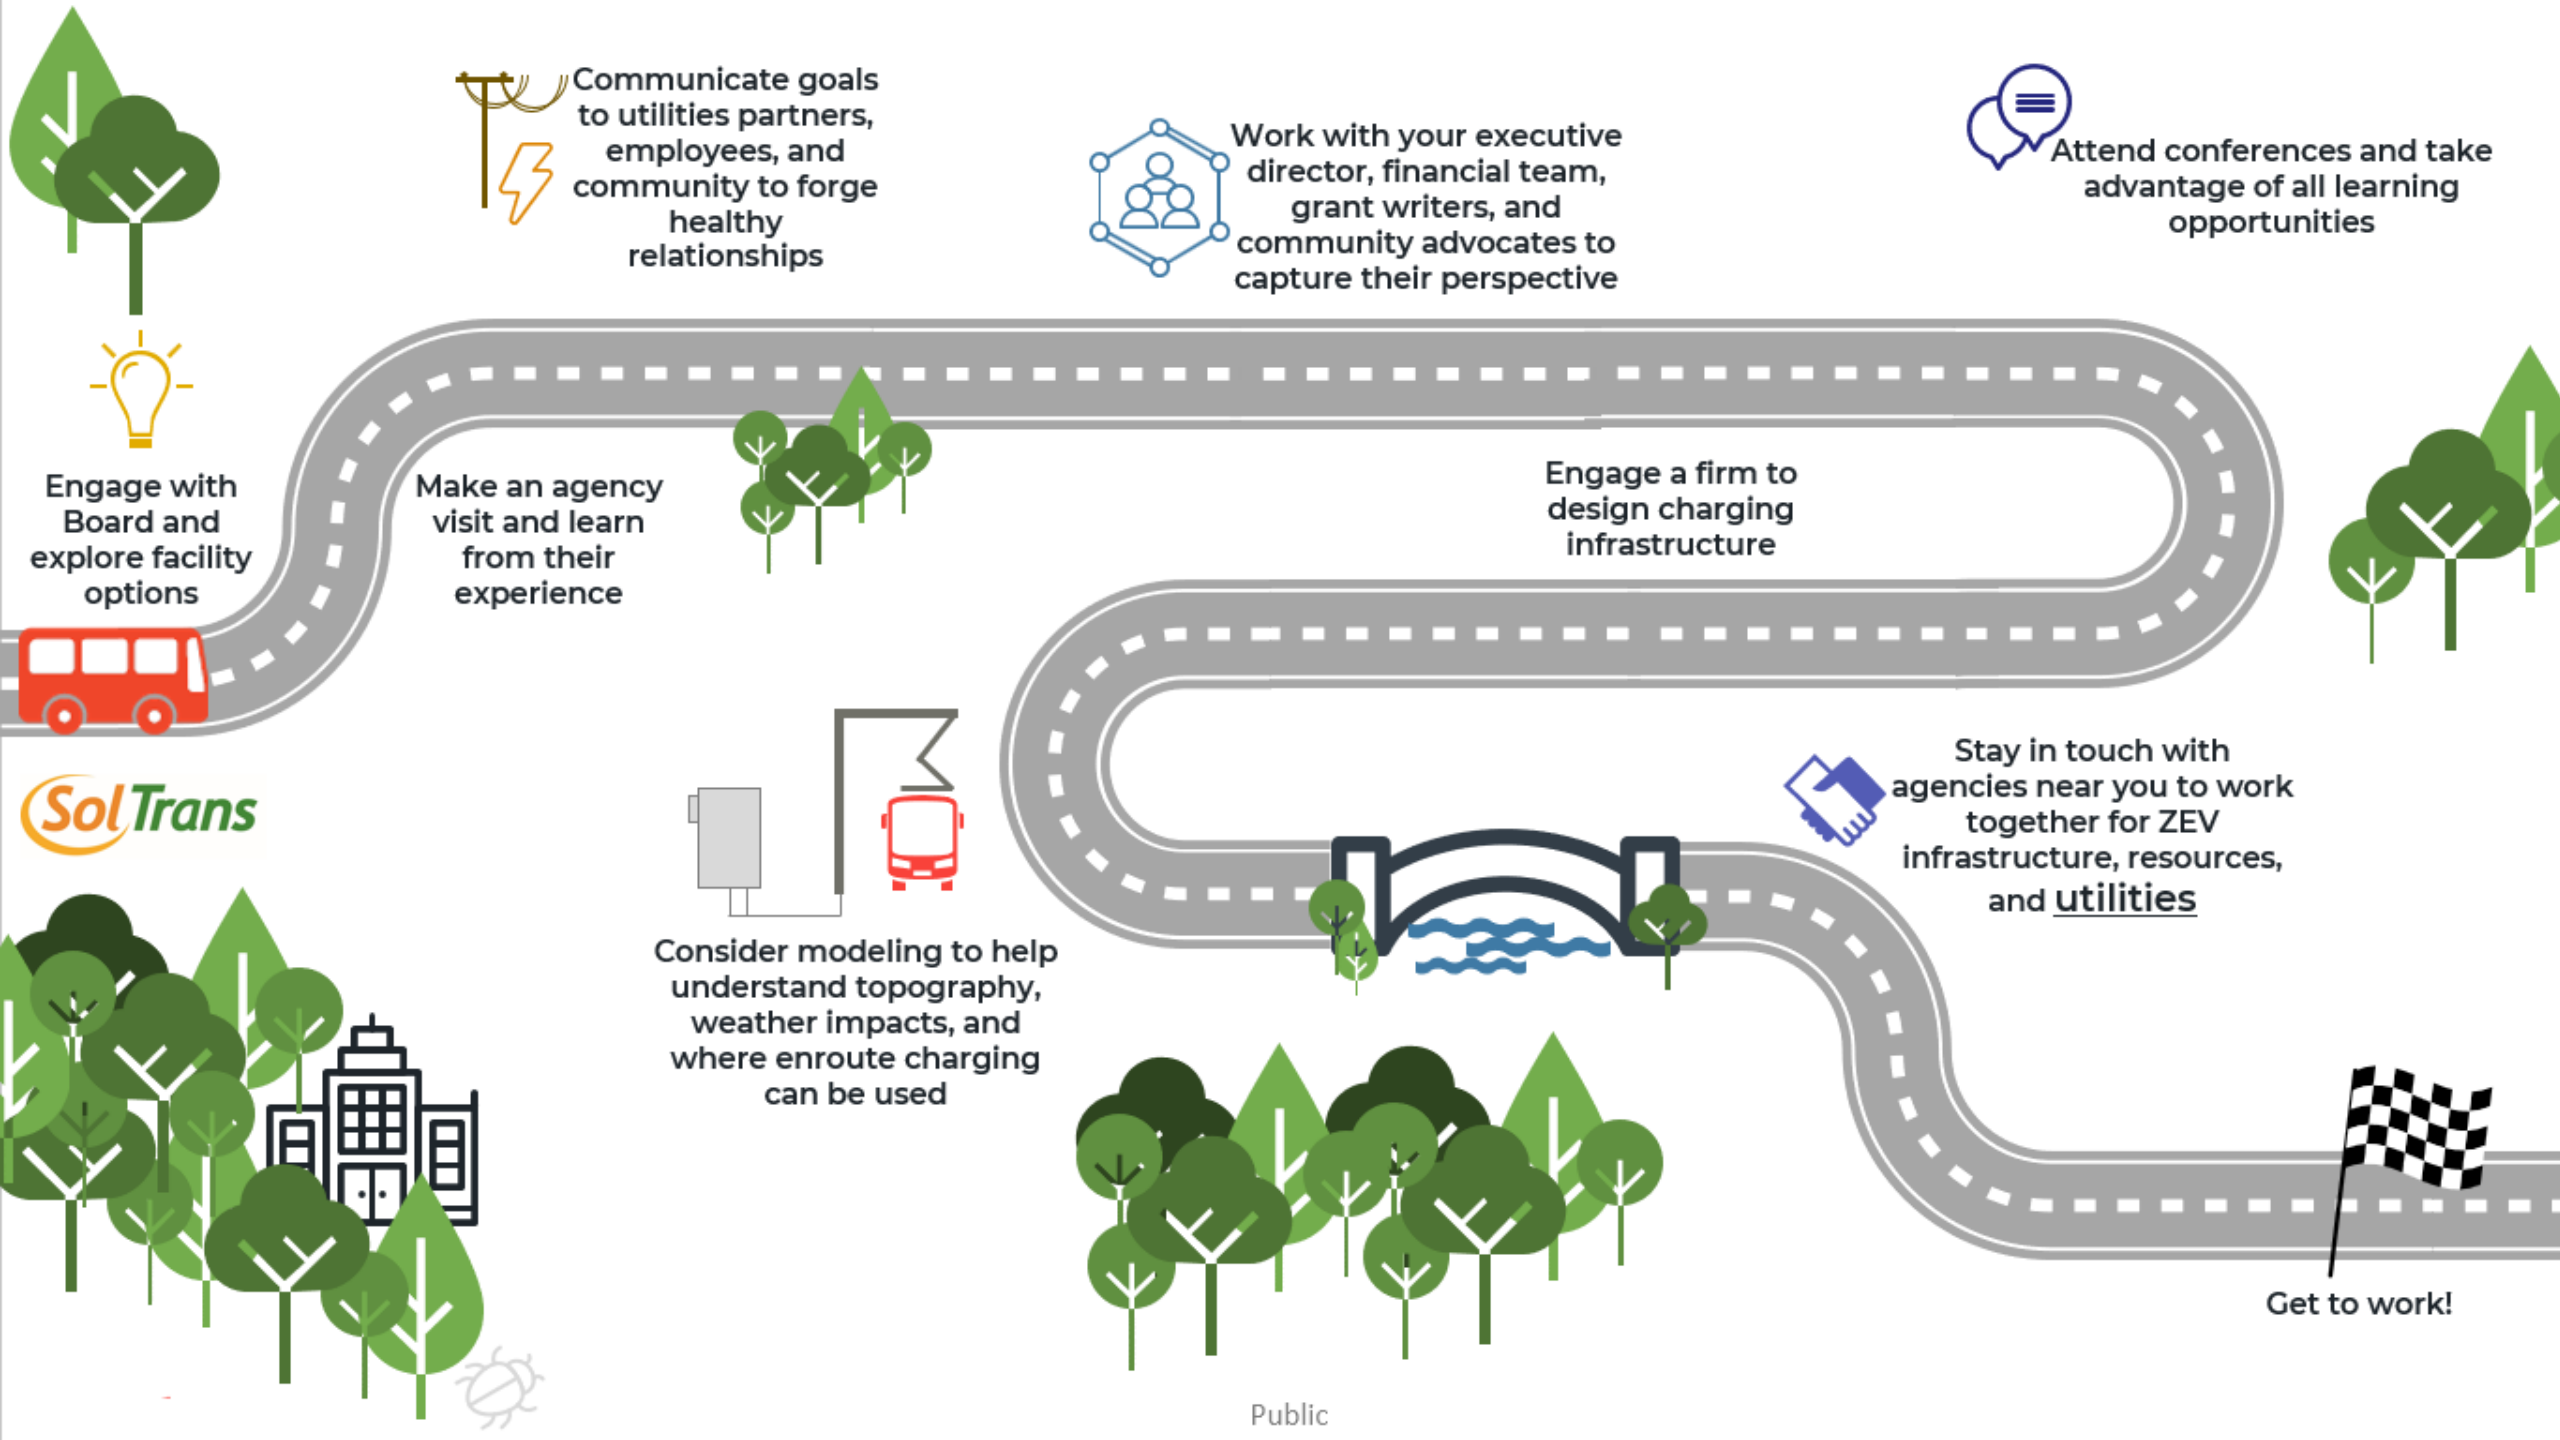 Communicate goals
to utilities partners,
employees, and
community to forge
healthy
relationships
Work with your executive
director, financial team,
grant writers, and
community advocates to
capture their perspective
Attend conferences and take
advantage of all learning
opportunities
Engage with
Board and
explore facility
options
Make an agency
visit and learn
from their
experience
Engage a firm to
design charging
infrastructure
SolTrans
Consider modeling to help
understand topography,
weather impacts, and
where enroute charging
can be used
Stay in touch with
agencies near you to work
together for ZEV
infrastructure, resources,
and utilities
Get to work!
Public